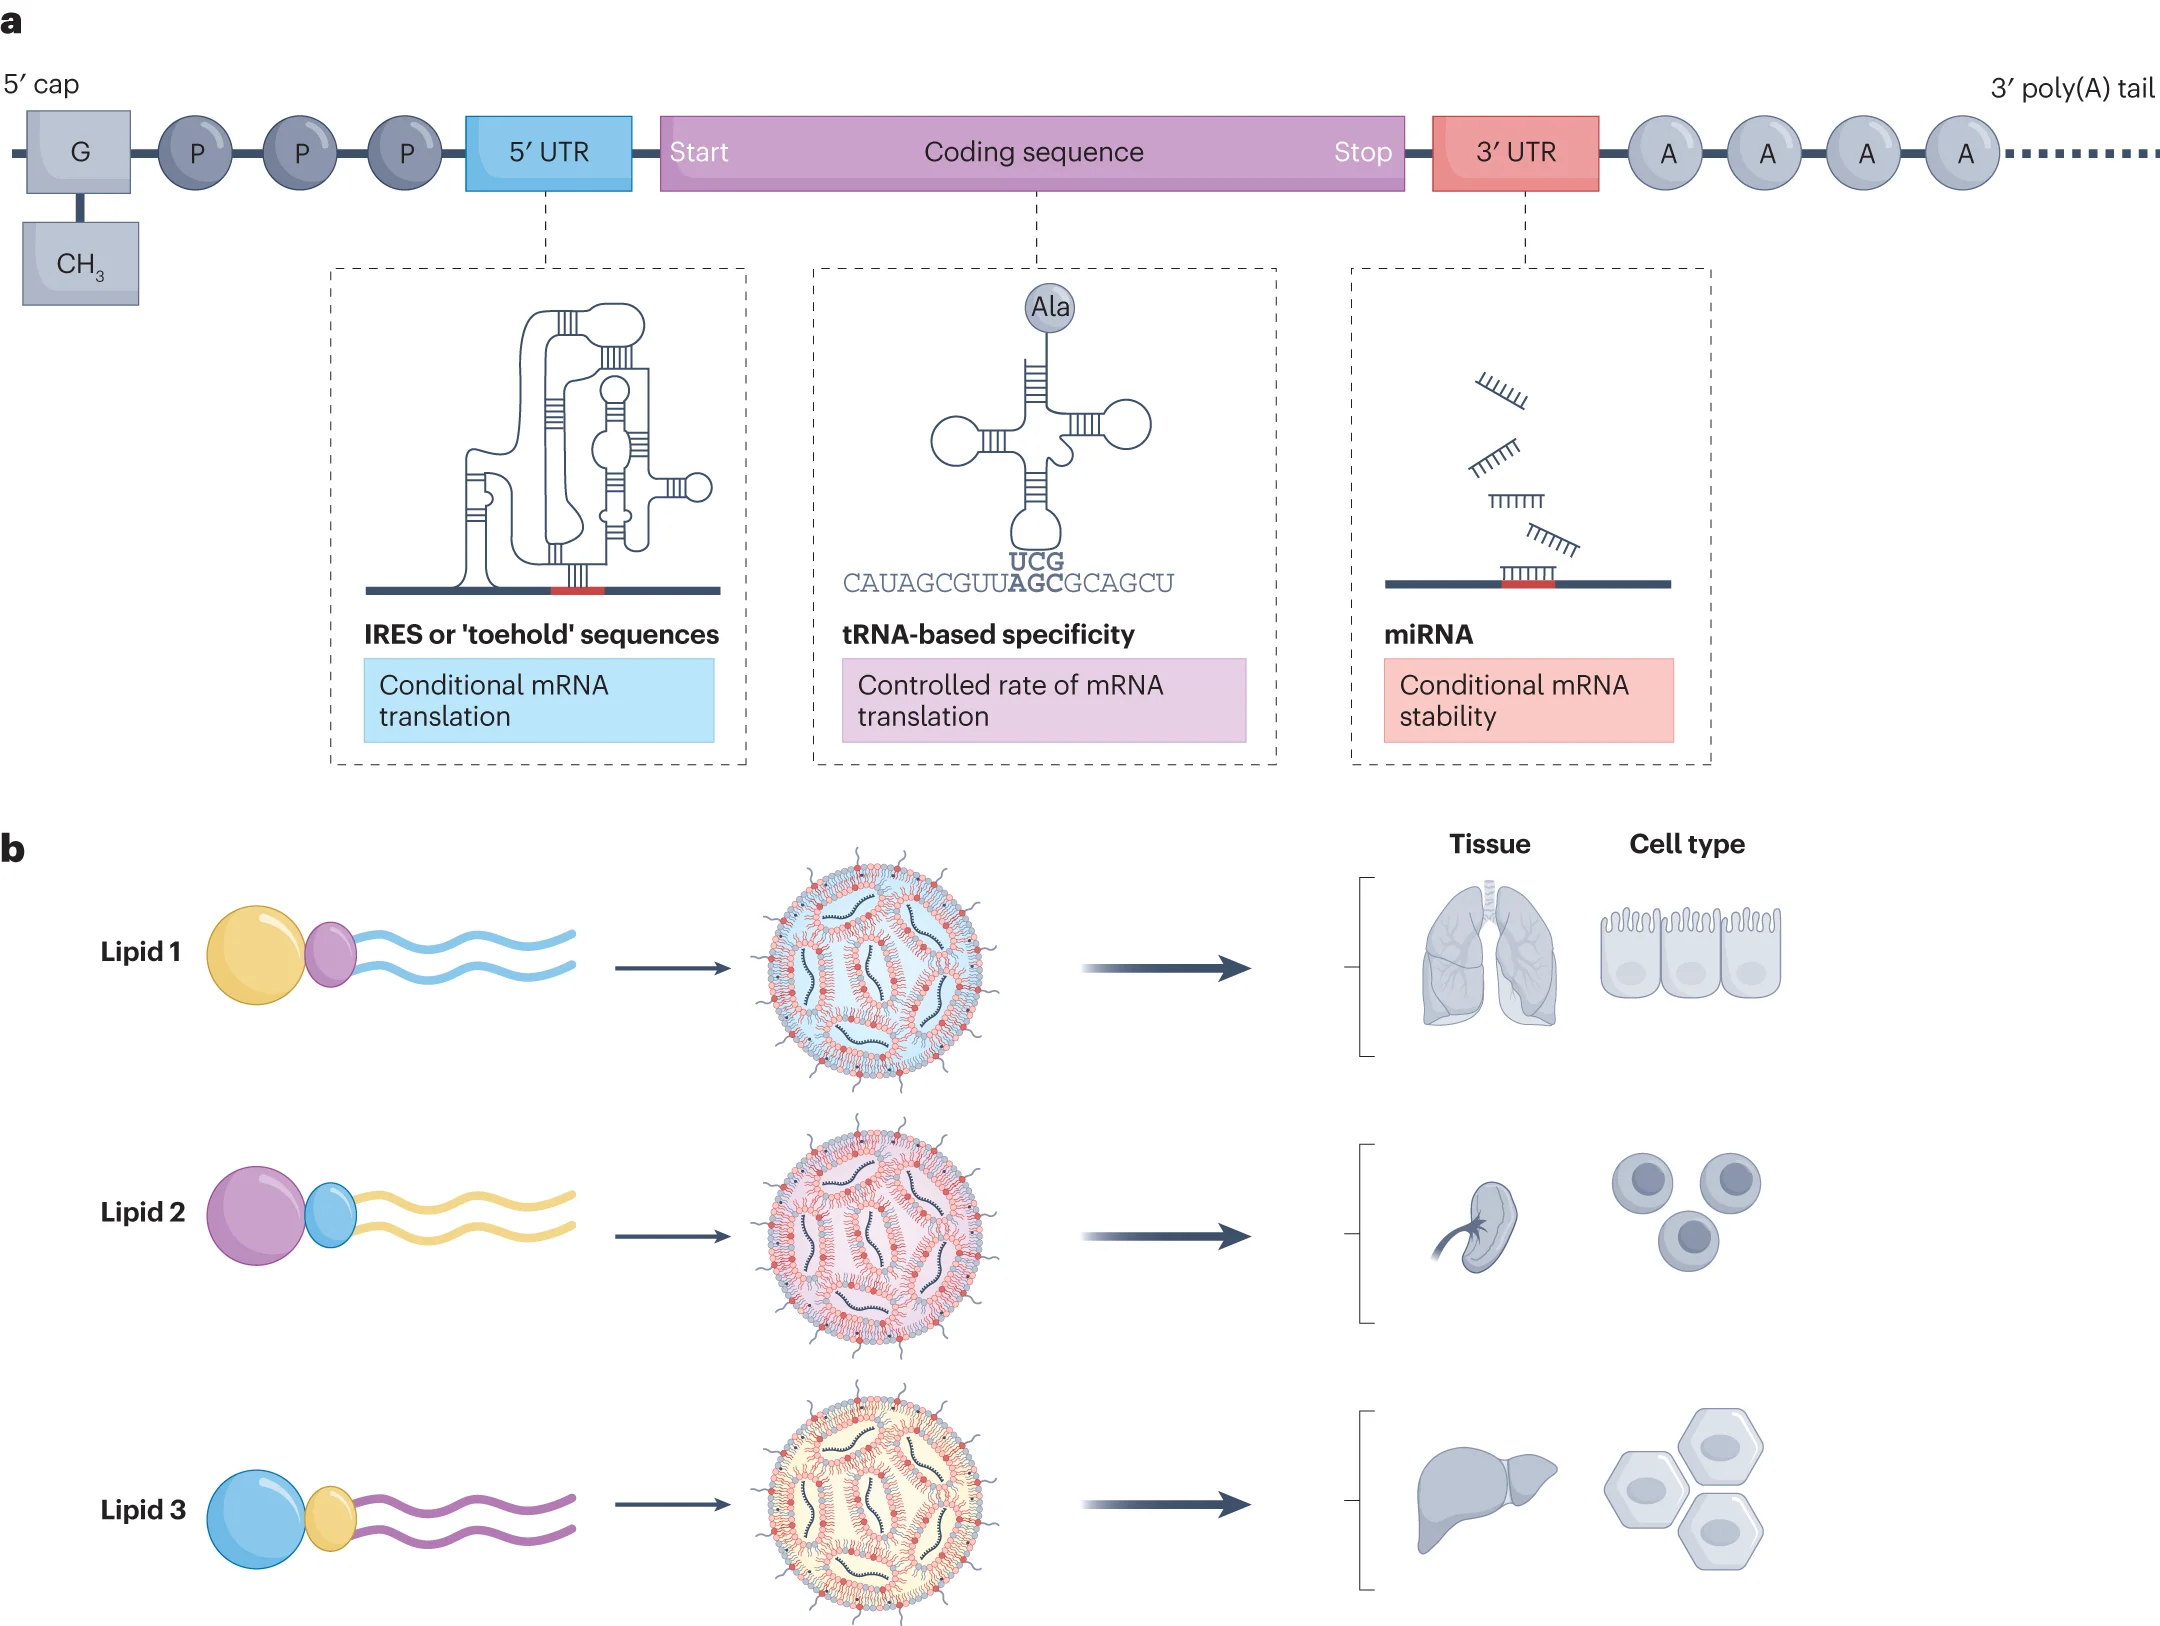 a
5′ cap
3′ poly(A) tail
G
P
P
P
5′ UTR
Start
Coding sequence
Stop
3′ UTR
A
A
A
A
CH3
Ala
UCG
CAUAGCGUUAGCGCAGCU
IRES or 'toehold' sequences
Conditional mRNA
translation
tRNA-based specificity
Controlled rate of mRNA
translation
miRNA
Conditional mRNA
stability
b
Tissue
Cell type
Lipid 1
Lipid 2
Lipid 3